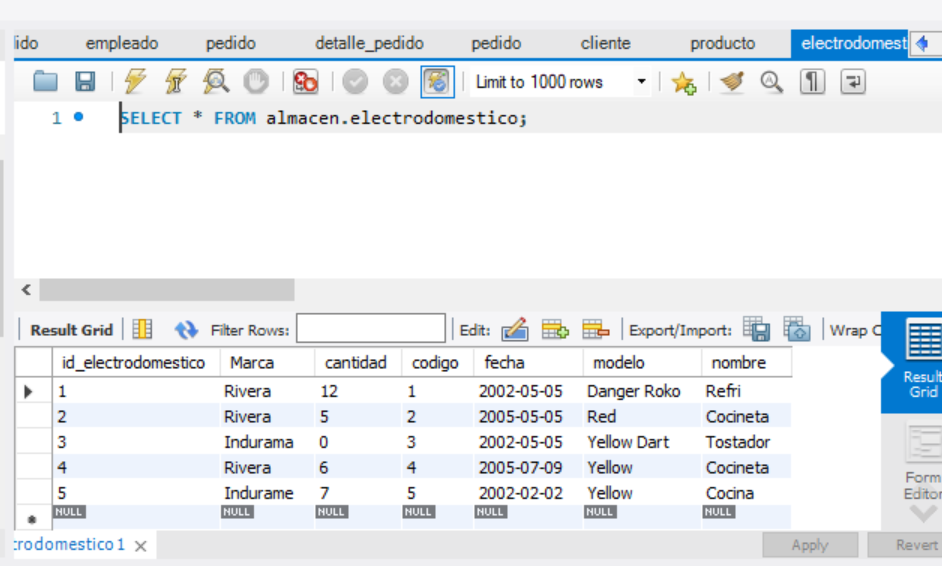 lido empleado pedido detalle_pedido pedido cliente producto electrodomest
Limit to 1000 rows
1 SELECT * FROM almacen.electrodomestico;
Result Grid Filter Rows: Edit: Export/Import: Wrap C
id_electrodomestico Marca cantidad codigo fecha modelo nombre
1 Rivera 12 1 2002-05-05 Danger Roko Refri
2 Rivera 5 2 2005-05-05 Red Cocineta
3 Indurama 0 3 2002-05-05 Yellow Dart Tostador
4 Rivera 6 4 2005-07-09 Yellow Cocineta
5 Indurame 7 5 2002-02-02 Yellow Cocina
NULL NULL NULL NULL NULL NULL NULL
Result
Grid
Form
Editor
trodomestico 1
Apply Revert